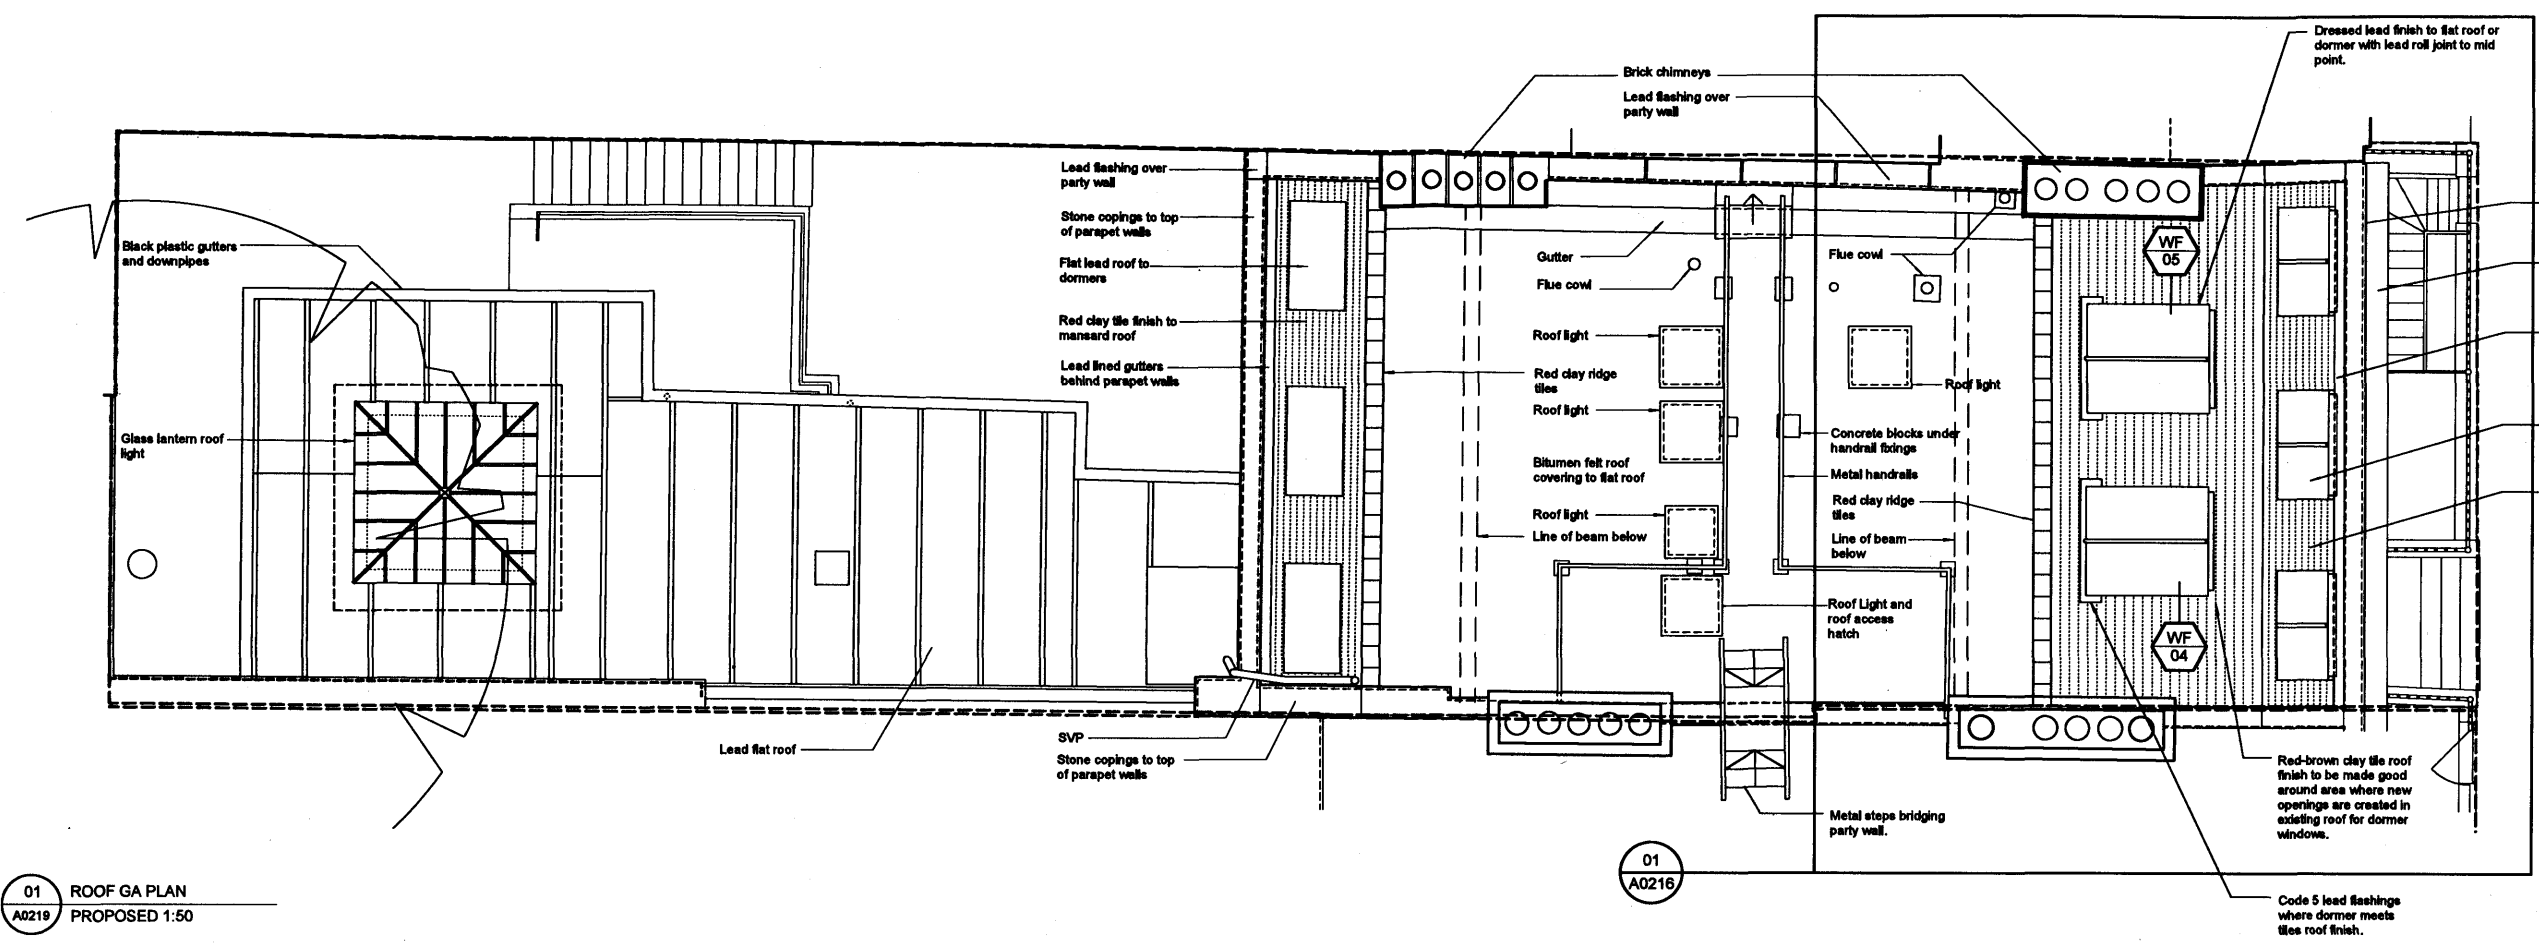 Dressed lead finish to flat roof or
dormer with lead roll joint to mid
point.
Brick chimneys
Lead flashing over
party wall
Lead flashing over
party wall
Stone copings to top
of parapet walls
Flat lead roof to
dormers
Red clay tile finish to
mansard roof
Lead lined gutters
behind parapet walls
Black plastic gutters
and downpipes
Glass lantern roof
light
Gutter
Flue cowl
Roof light
Red clay ridge
tiles
Roof light
Bitumen felt roof
covering to flat roof
Roof light
Line of beam below
Flue cowl
Roof light
Concrete blocks under
handrail fixings
Metal handrails
Red clay ridge
tiles
Line of beam
below
Roof Light and
roof access
hatch
WF
05
WF
04
Lead flat roof
SVP
Stone copings to top
of parapet walls
Metal steps bridging
party wall.
Red-brown clay tile roof
finish to be made good
around area where new
openings are created in
existing roof for dormer
windows.
Code 5 lead flashings
where dormer meets
tiles roof finish.
01
A0216
01
A0219
ROOF GA PLAN
PROPOSED 1:50